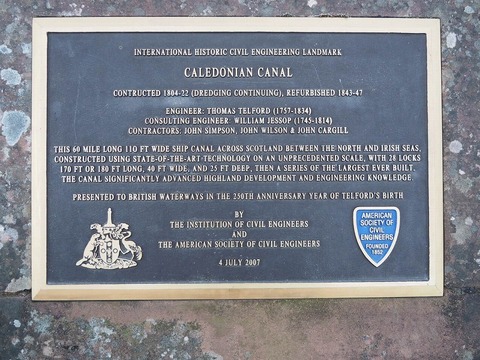 INTERNATIONAL HISTORIC CIVIL ENGINEERING LANDMARK
CALEDONIAN CANAL
CONTRUCTED 1804-22 (DREDGING CONTINUING), REFURBISHED 1843-47
ENGINEER: THOMAS TELFORD (1757-1834)
CONSULTING ENGINEER: WILLIAM JESSOP (1745-1814)
CONTRACTORS: JOHN SIMPSON, JOHN WILSON & JOHN CARGILL
THIS 60 MILE LONG 110 FT WIDE SHIP CANAL ACROSS SCOTLAND BETWEEN THE NORTH AND IRISH SEAS,
CONSTRUCTED USING STATE-OF-THE-ART-TECHNOLOGY ON AN UNPRECEDENTED SCALE, WITH 28 LOCKS
170 FT OR 180 FT LONG, 40 FT WIDE, AND 25 FT DEEP, THEN A SERIES OF THE LARGEST EVER BUILT.
THE CANAL SIGNIFICANTLY ADVANCED HIGHLAND DEVELOPMENT AND ENGINEERING KNOWLEDGE.
PRESENTED TO BRITISH WATERWAYS IN THE 250TH ANNIVERSARY YEAR OF TELFORD'S BIRTH
BY
THE INSTITUTION OF CIVIL ENGINEERS
AND
THE AMERICAN SOCIETY OF CIVIL ENGINEERS
4 JULY 2007
AMERICAN
SOCIETY OF
CIVIL
ENGINEERS
FOUNDED
1852